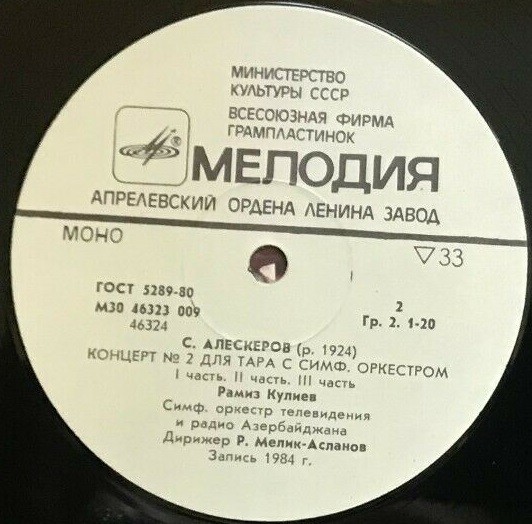 МИНИСТЕРСТВО
КУЛЬТУРЫ СССР
ВСЕСОЮЗНАЯ ФИРМА
ГРАМПЛАСТИНОК
МЕЛОДИЯ
АПРЕЛЕВСКИЙ ОРДЕНА ЛЕНИНА ЗАВОД
МОНО
▽33
ГОСТ 5289-80
М30 46323 009
46324
2
Гр. 2. 1-20
С. АЛЕСКЕРОВ (р. 1924)
КОНЦЕРТ № 2 ДЛЯ ТАРА С СИМФ. ОРКЕСТРОМ
I часть. II часть. III часть
Рамиз Кулиев
Симф. оркестр телевидения
и радио Азербайджана
Дирижер Р. Мелик-Асланов
Запись 1984 г.